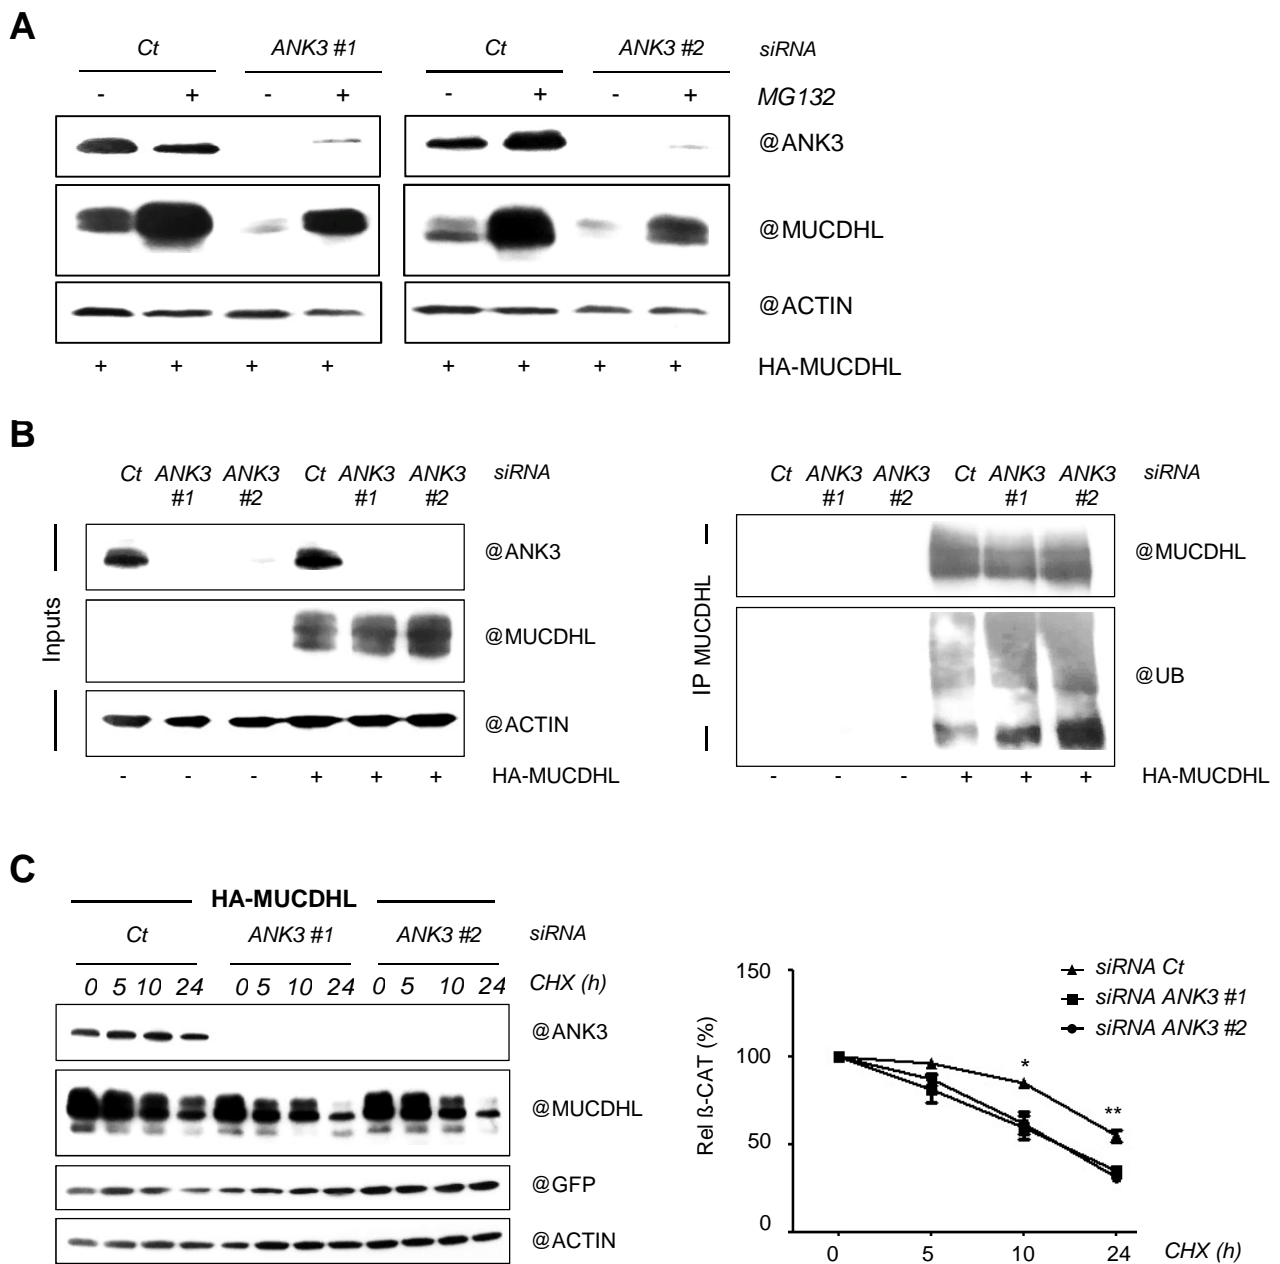 A
Ct ANK3 #1 Ct ANK3 #2 siRNA
- + - + - + - + MG132
@ANK3
@MUCDHL
@ACTIN
+ + + + + + + + HA-MUCDHL
B
Ct ANK3 #1 ANK3 #2 Ct ANK3 #1 ANK3 #2 siRNA
Inputs
@ANK3
@MUCDHL
@ACTIN
- - - + + + HA-MUCDHL
Ct ANK3 #1 ANK3 #2 Ct ANK3 #1 ANK3 #2 siRNA
IP MUCDHL
@MUCDHL
@UB
- - - + + + HA-MUCDHL
C
HA-MUCDHL
Ct ANK3 #1 ANK3 #2 siRNA
0 5 10 24 0 5 10 24 0 5 10 24 CHX (h)
@ANK3
@MUCDHL
@GFP
@ACTIN
siRNA Ct
siRNA ANK3 #1
siRNA ANK3 #2
Rel ß-CAT (%)
150
100
50
0
*
**
0 5 10 24 CHX (h)